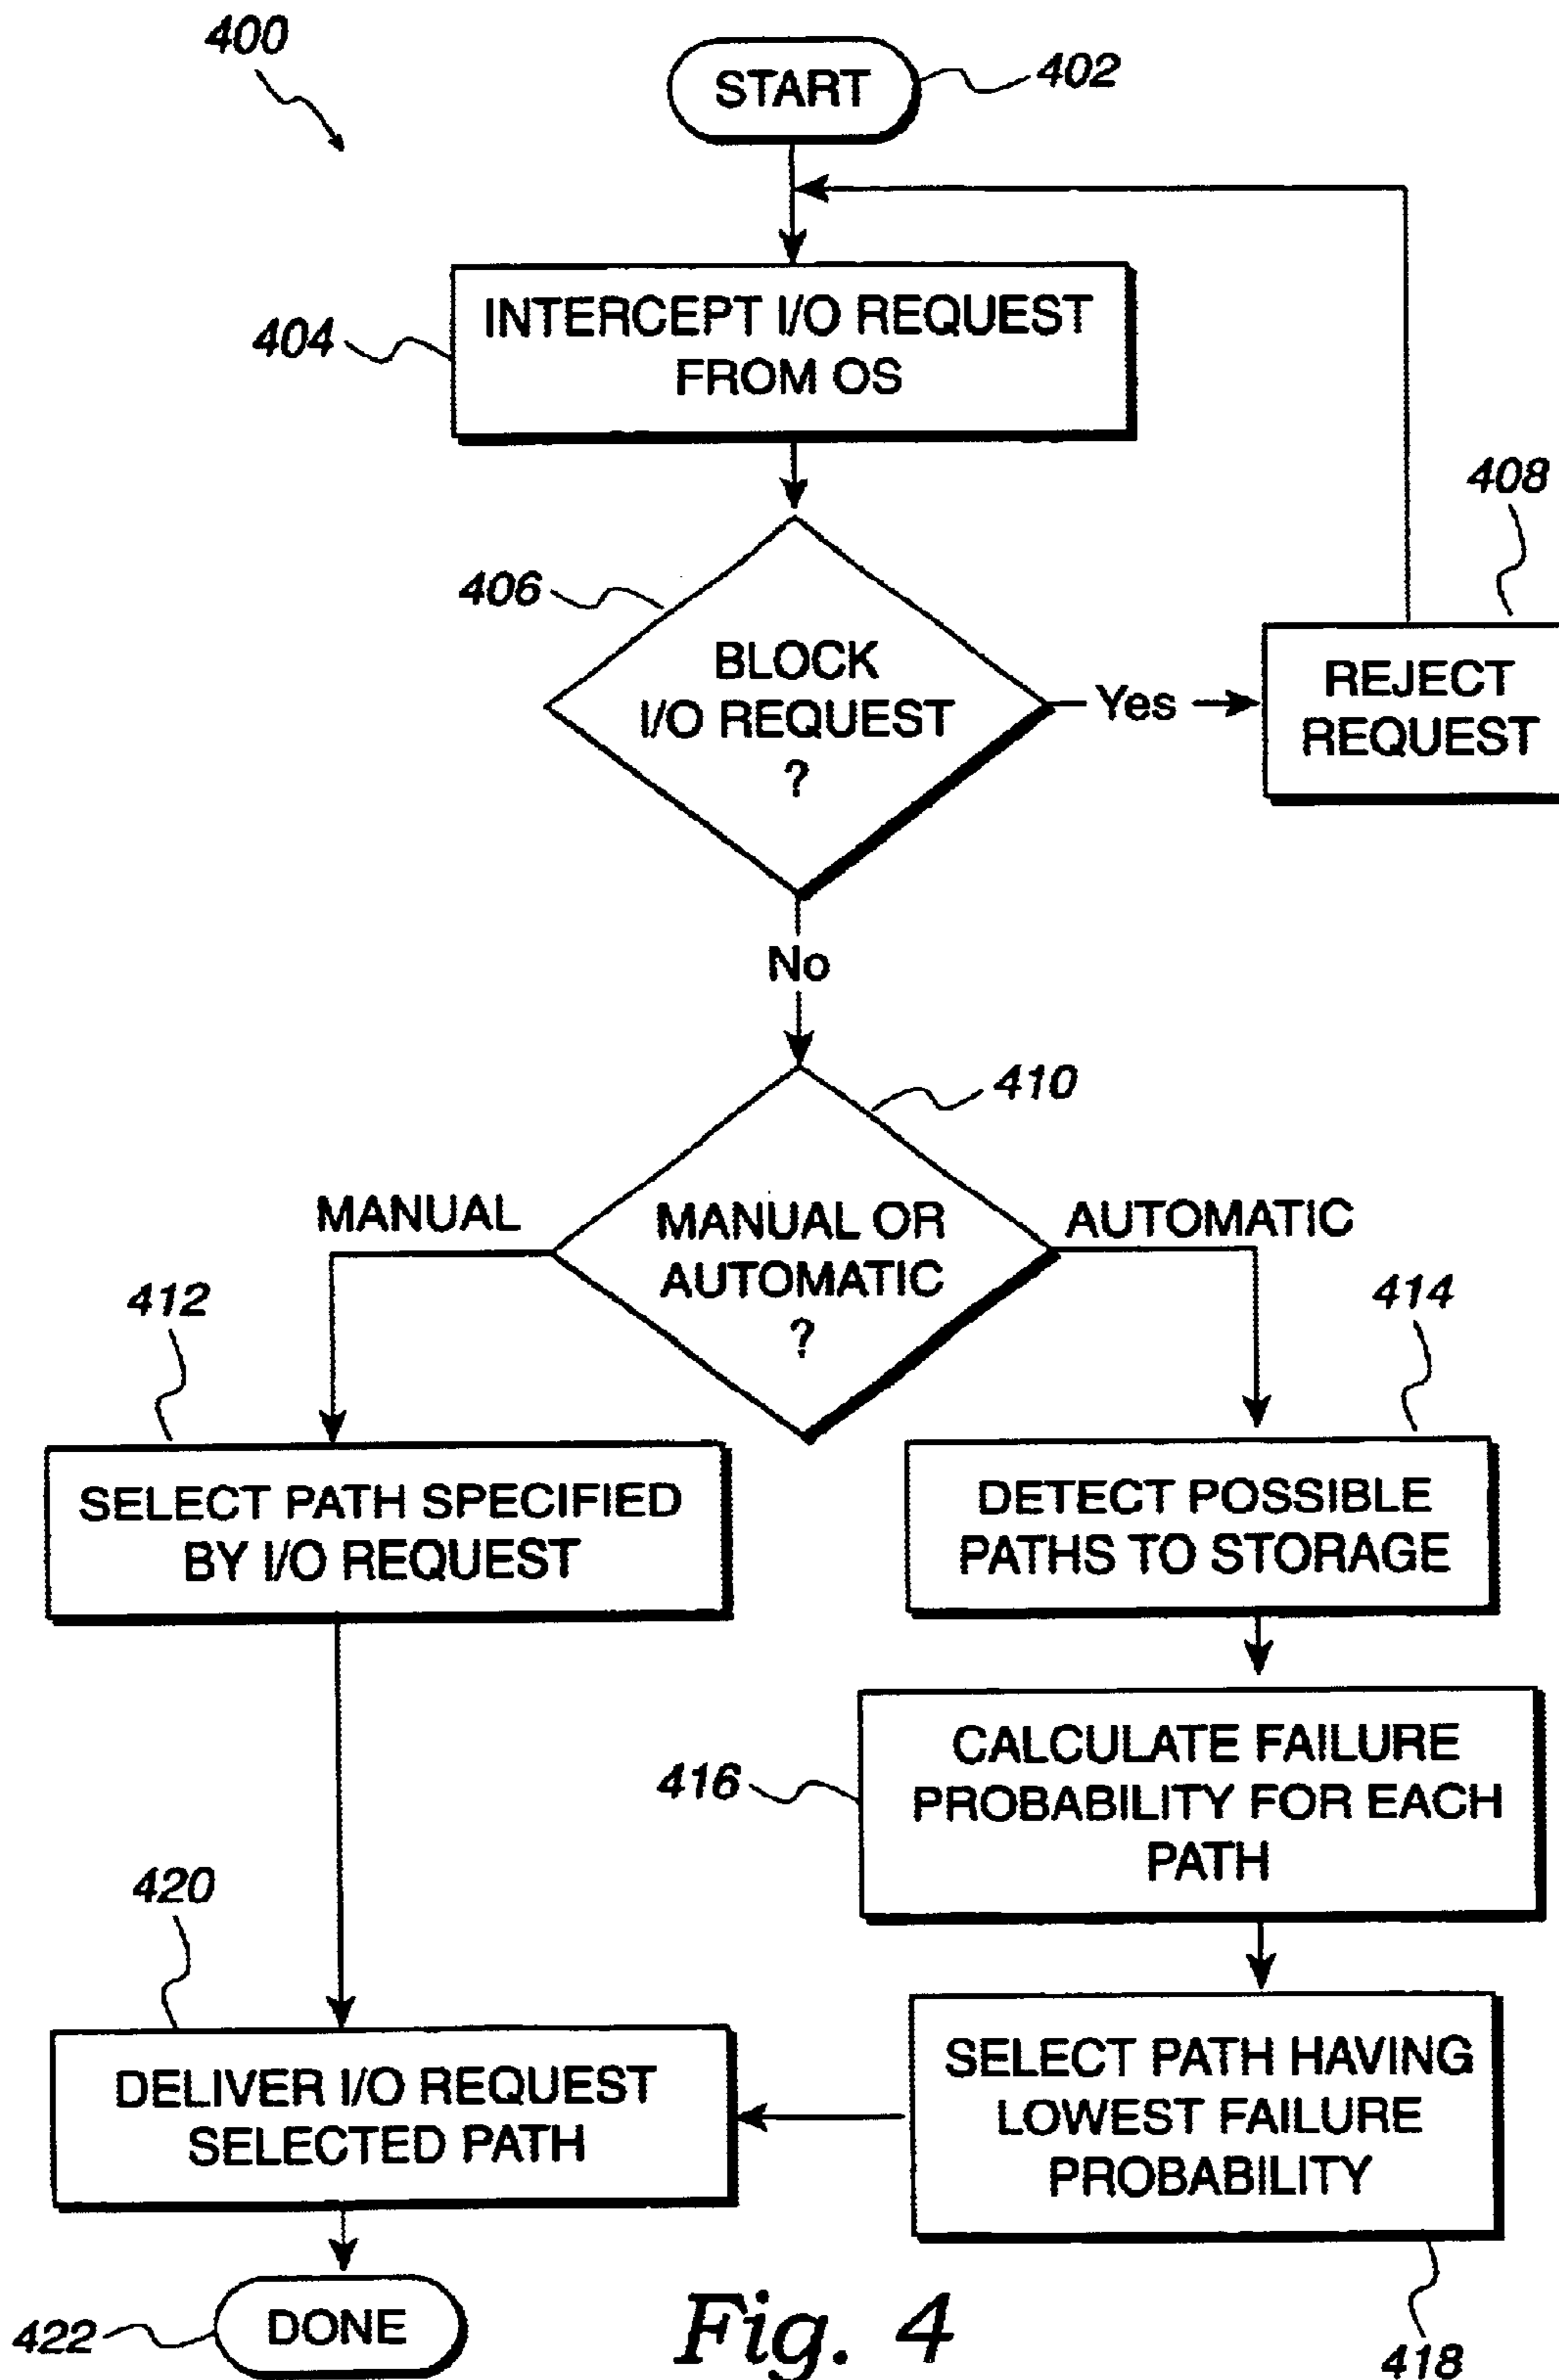 400
START
402
INTERCEPT I/O REQUEST
FROM OS
404
408
406
BLOCK
I/O REQUEST
?
Yes
REJECT
REQUEST
No
410
MANUAL
MANUAL OR
AUTOMATIC
?
AUTOMATIC
412
414
SELECT PATH SPECIFIED
BY I/O REQUEST
DETECT POSSIBLE
PATHS TO STORAGE
416
CALCULATE FAILURE
PROBABILITY FOR EACH
PATH
420
DELIVER I/O REQUEST
SELECTED PATH
SELECT PATH HAVING
LOWEST FAILURE
PROBABILITY
422
DONE
Fig. 4
418